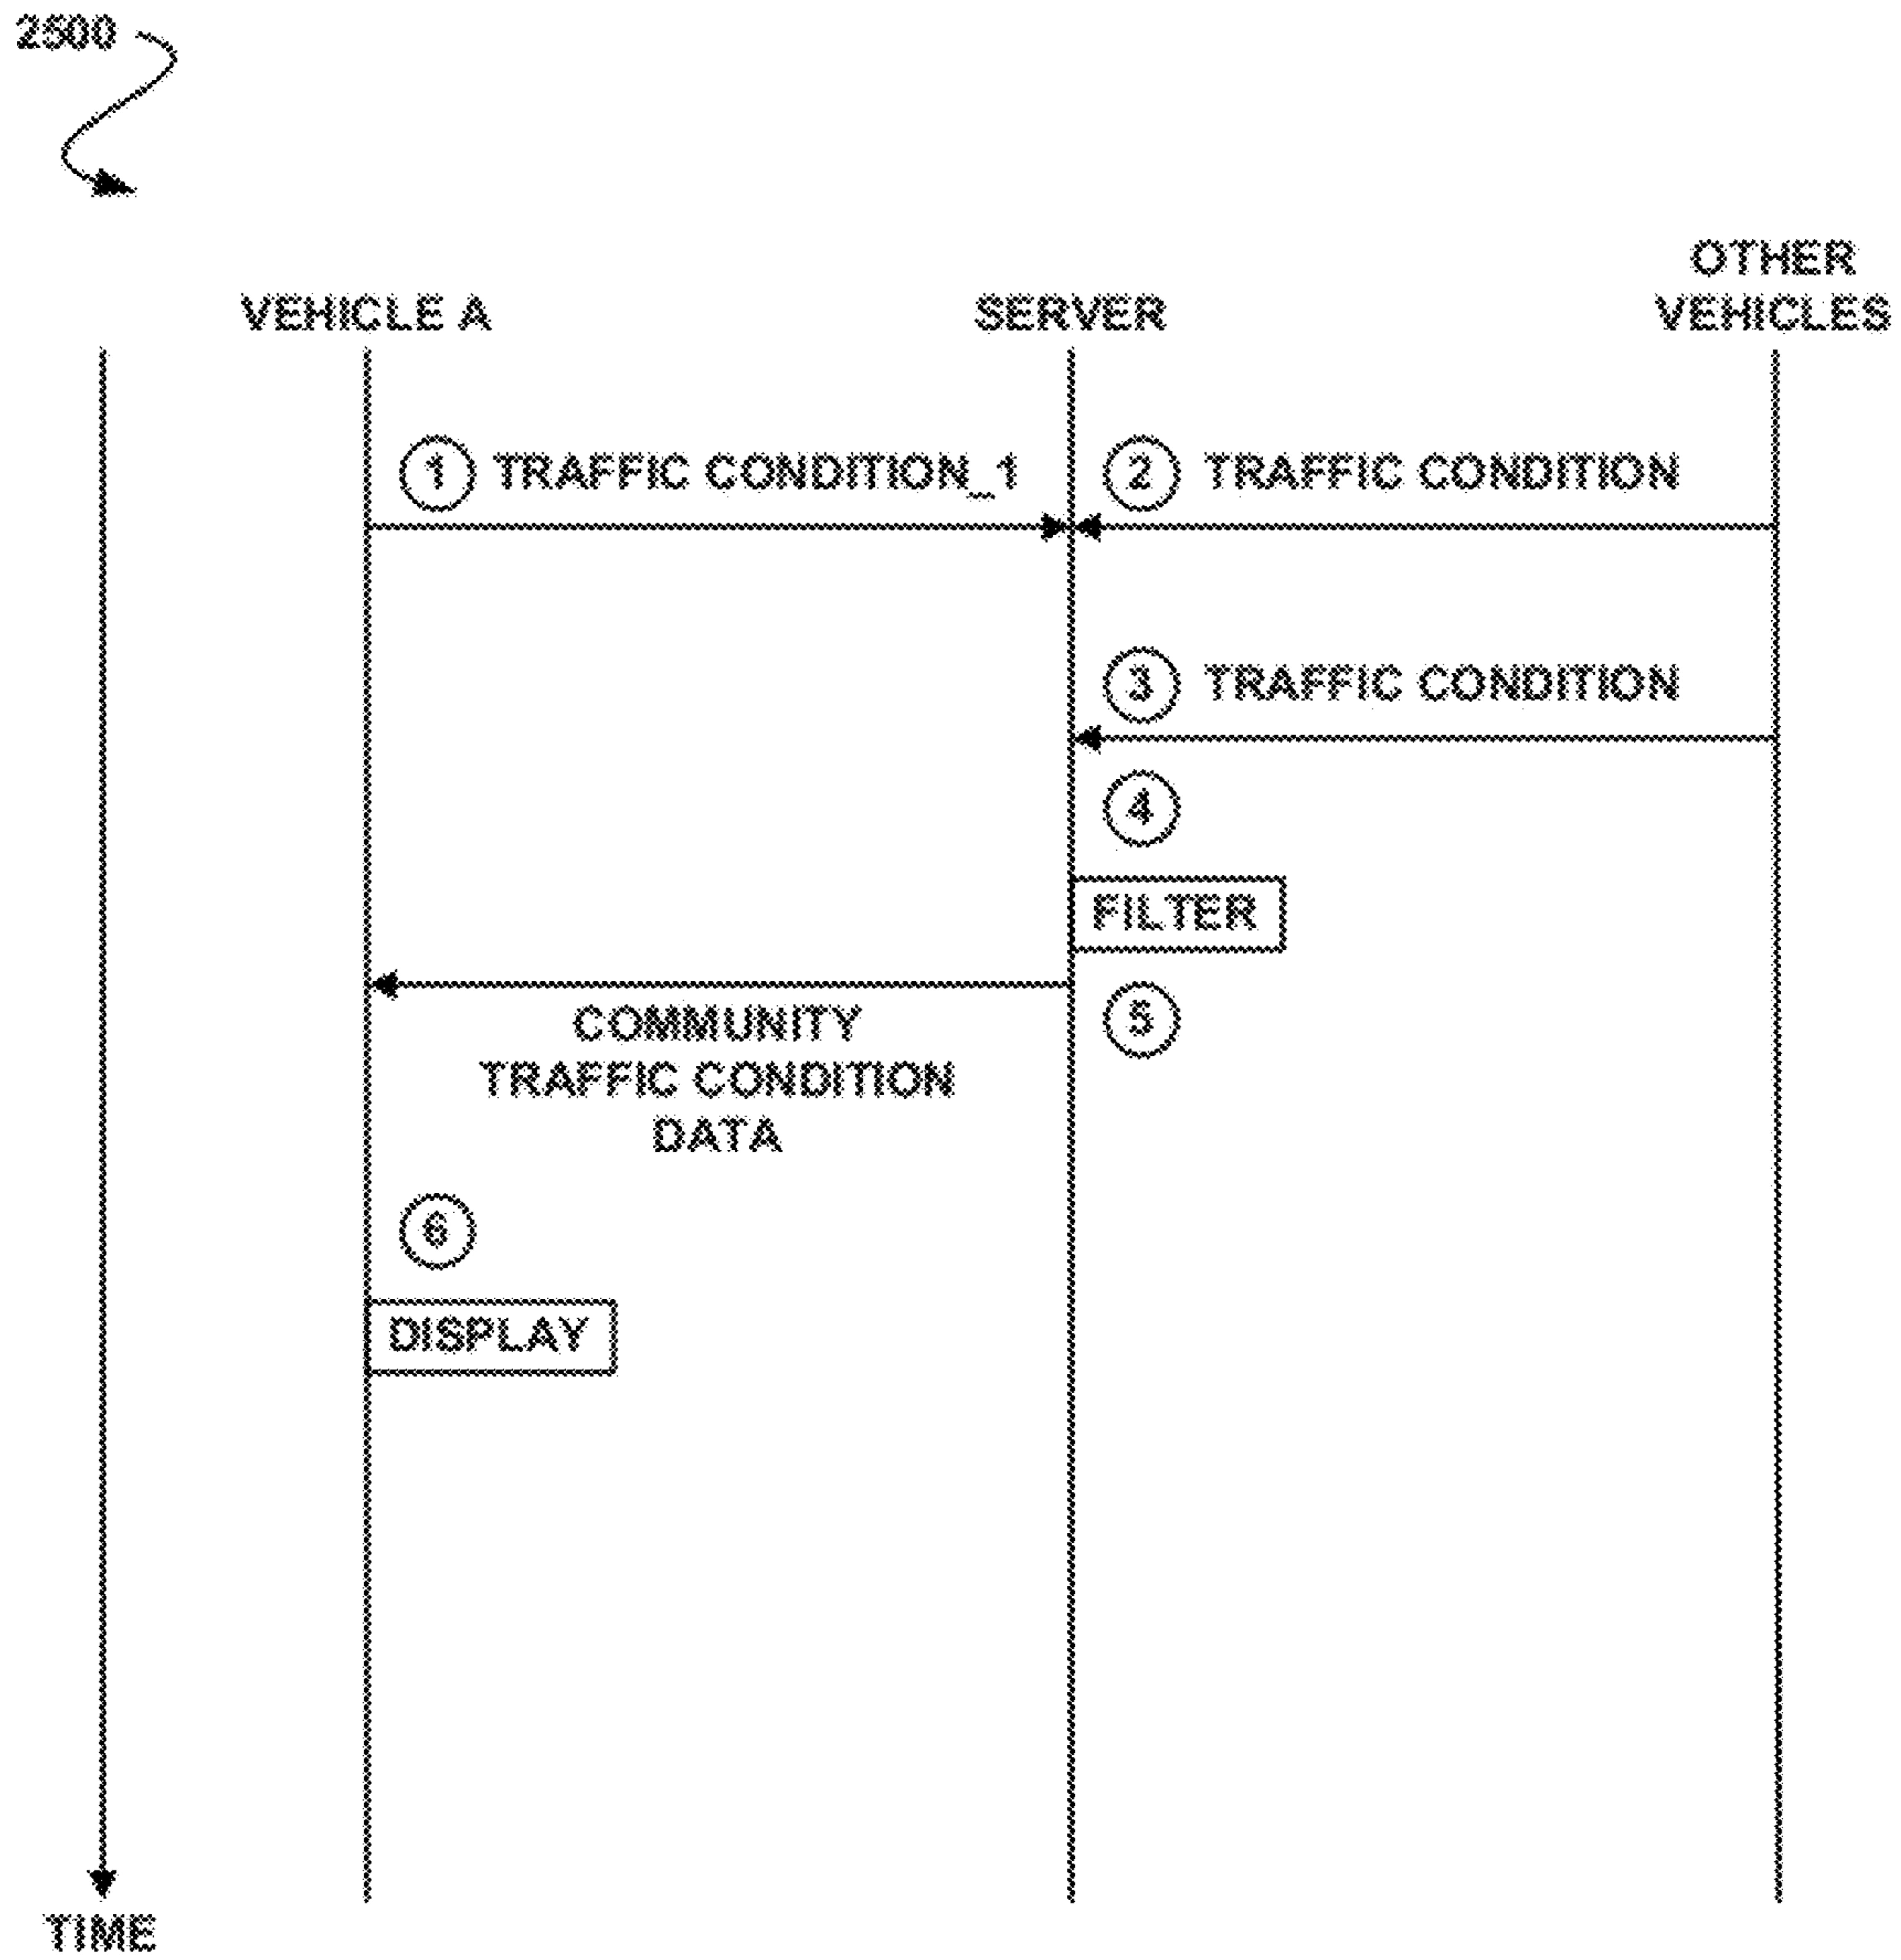 2500
VEHICLE A
SERVER
OTHER
VEHICLES
1 TRAFFIC CONDITION_1
2 TRAFFIC CONDITION
3 TRAFFIC CONDITION
4
FILTER
5
COMMUNITY
TRAFFIC CONDITION
DATA
6
DISPLAY
TIME